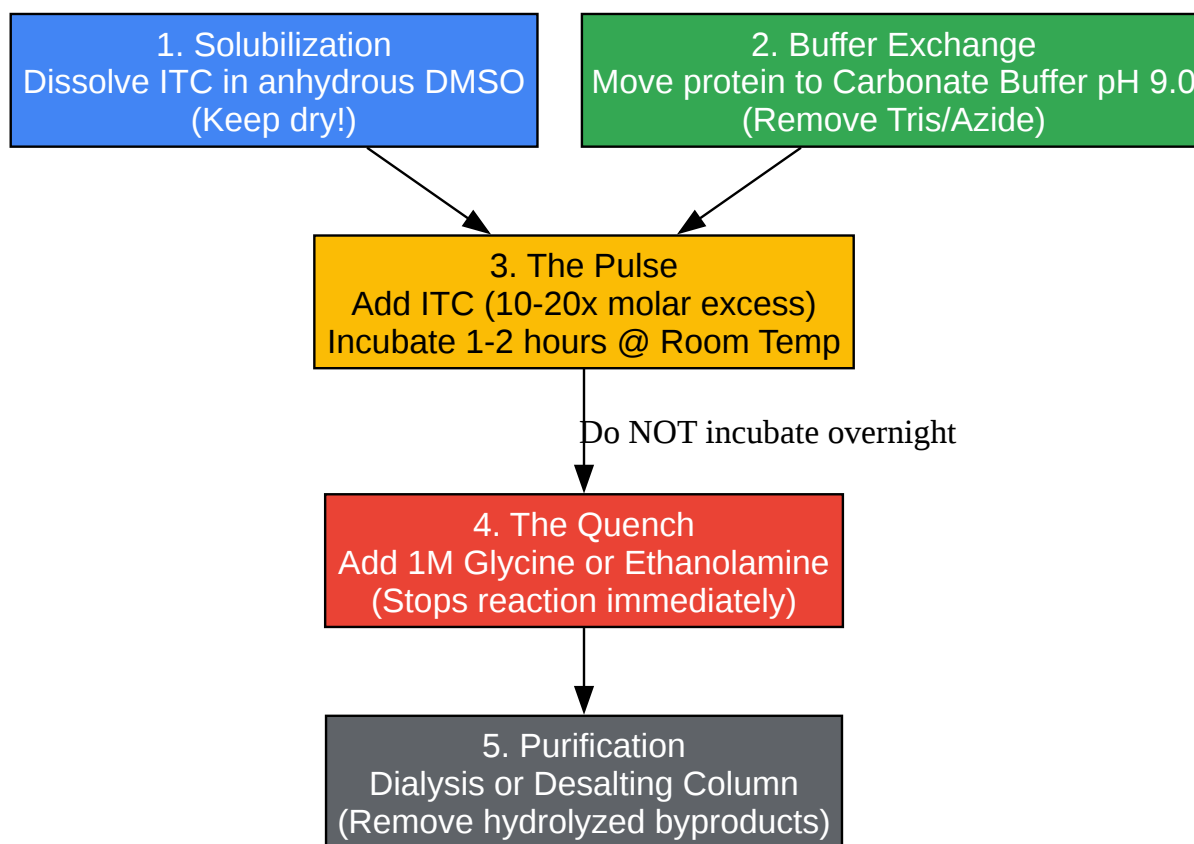 1. Solubilization
Dissolve ITC in anhydrous DMSO
(Keep dry!)
2. Buffer Exchange
Move protein to Carbonate Buffer pH 9.0
(Remove Tris/Azide)
3. The Pulse
Add ITC (10-20x molar excess)
Incubate 1-2 hours @ Room Temp
Do NOT incubate overnight
4. The Quench
Add 1M Glycine or Ethanolamine
(Stops reaction immediately)
5. Purification
Dialysis or Desalting Column
(Remove hydrolyzed byproducts)